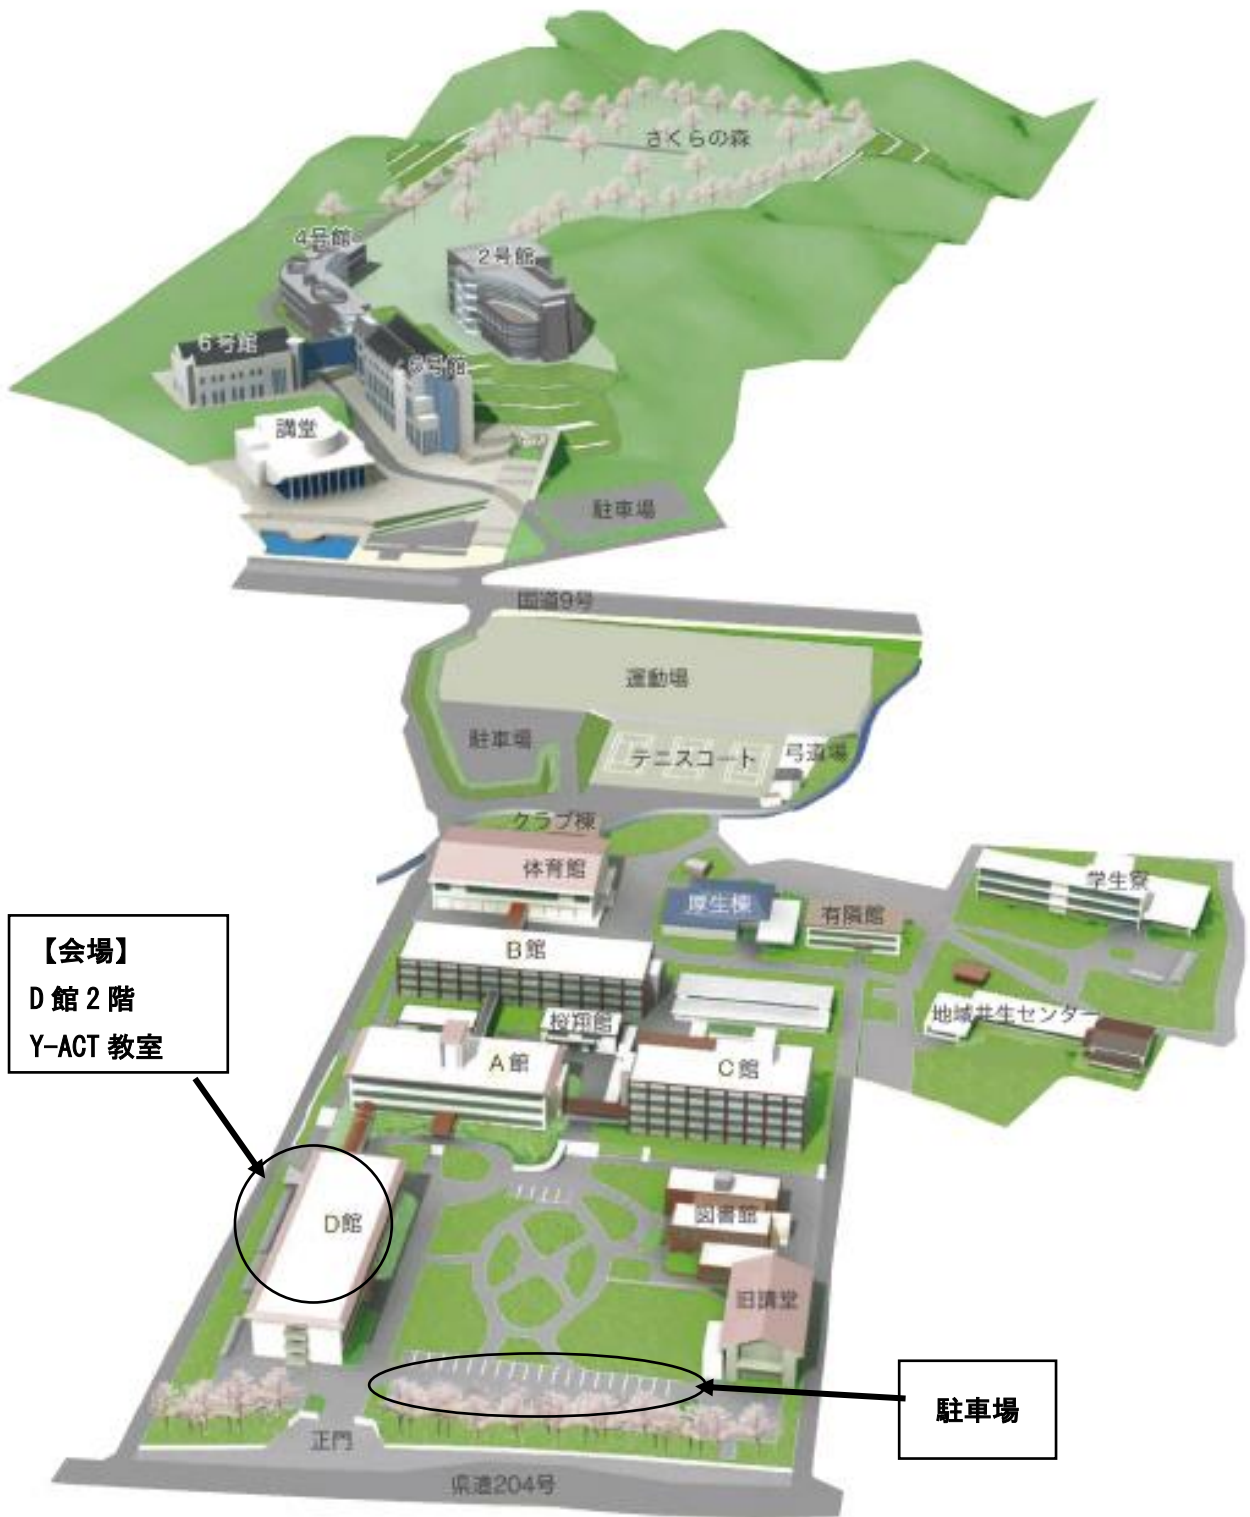 さくらの森
4号館
2号館
6号館
5号館
講堂
駐車場
国道9号
運動場
駐車場
テニスコート
弓道場
クラブ棟
体育館
厚生棟
有隣館
学生寮
B館
【会場】
D館2階
Y-ACT教室
桜翔館
地域共生センター
A館
C館
図書館
D館
旧講堂
駐車場
正門
県道204号